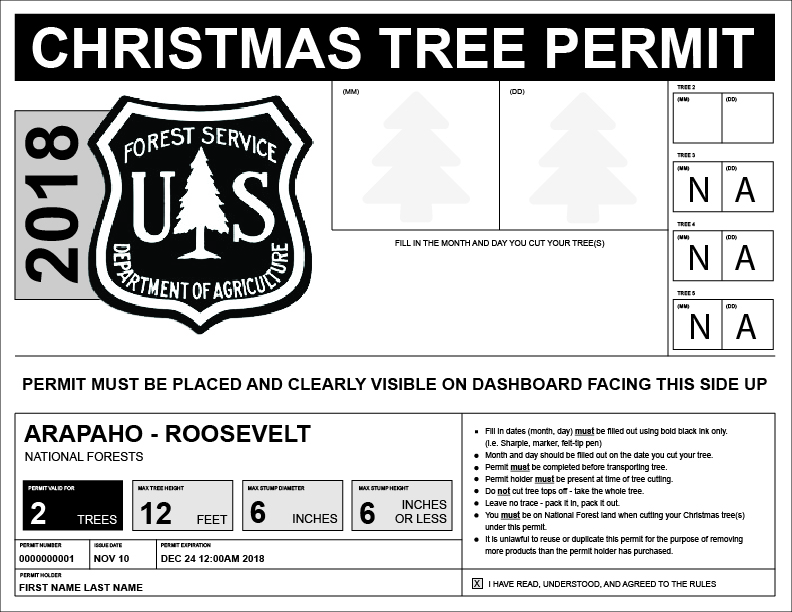 CHRISTMAS TREE PERMIT
2018
FOREST SERVICE
U S
DEPARTMENT OF AGRICULTURE
(MM) (DD)
FILL IN THE MONTH AND DAY YOU CUT YOUR TREE(S)
TREE 2
(MM) (DD)
TREE 3
(MM) (DD)
N A
TREE 4
(MM) (DD)
N A
TREE 5
(MM) (DD)
N A
PERMIT MUST BE PLACED AND CLEARLY VISIBLE ON DASHBOARD FACING THIS SIDE UP
ARAPAHO - ROOSEVELT
NATIONAL FORESTS
PERMIT VALID FOR
2 TREES
MAX TREE HEIGHT
12 FEET
MAX STUMP DIAMETER
6 INCHES
MAX STUMP HEIGHT
6 INCHES
OR LESS
PERMIT NUMBER
0000000001
ISSUE DATE
NOV 10
PERMIT EXPIRATION
DEC 24 12:00AM 2018
PERMIT HOLDER
FIRST NAME LAST NAME
• Fill in dates (month, day) must be filled out using bold black ink only.
(i.e. Sharpie, marker, felt-tip pen)
• Month and day should be filled out on the date you cut your tree.
• Permit must be completed before transporting tree.
• Permit holder must be present at time of tree cutting.
• Do not cut tree tops off - take the whole tree.
• Leave no trace - pack it in, pack it out.
• You must be on National Forest land when cutting your Christmas tree(s)
under this permit.
• It is unlawful to reuse or duplicate this permit for the purpose of removing
more products than the permit holder has purchased.
X I HAVE READ, UNDERSTOOD, AND AGREED TO THE RULES